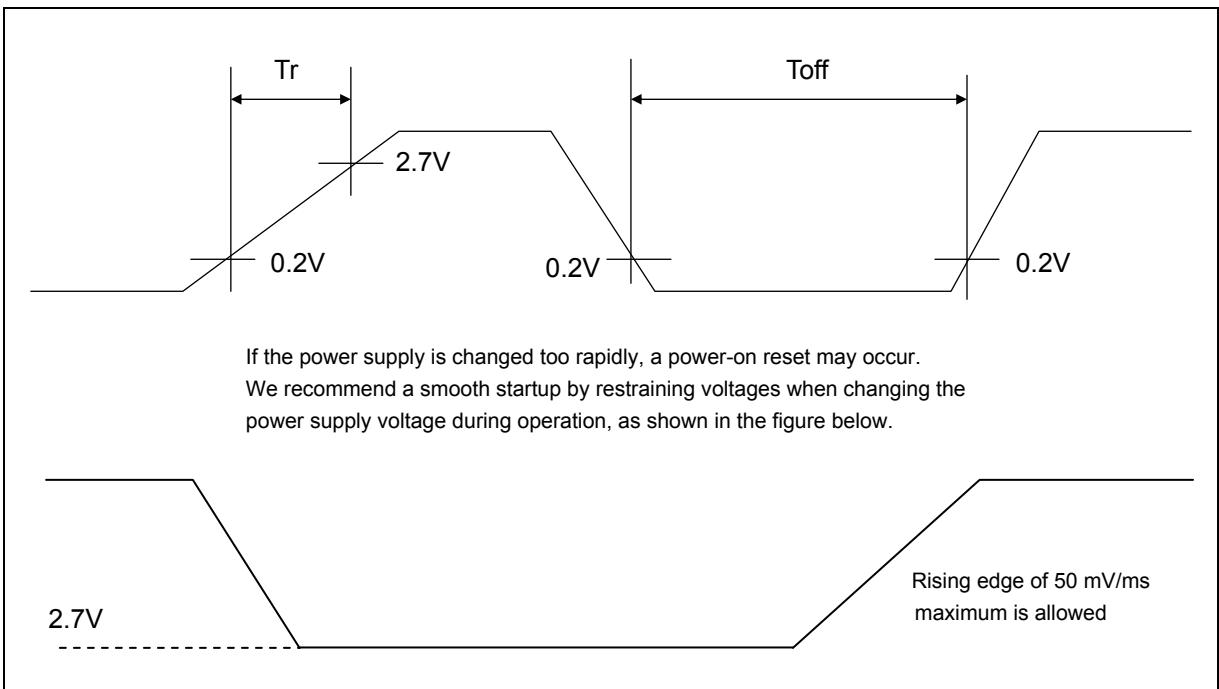 Tr
Toff
2.7V
0.2V
0.2V
0.2V
If the power supply is changed too rapidly, a power-on reset may occur.
We recommend a smooth startup by restraining voltages when changing the
power supply voltage during operation, as shown in the figure below.
Rising edge of 50 mV/ms
maximum is allowed
2.7V